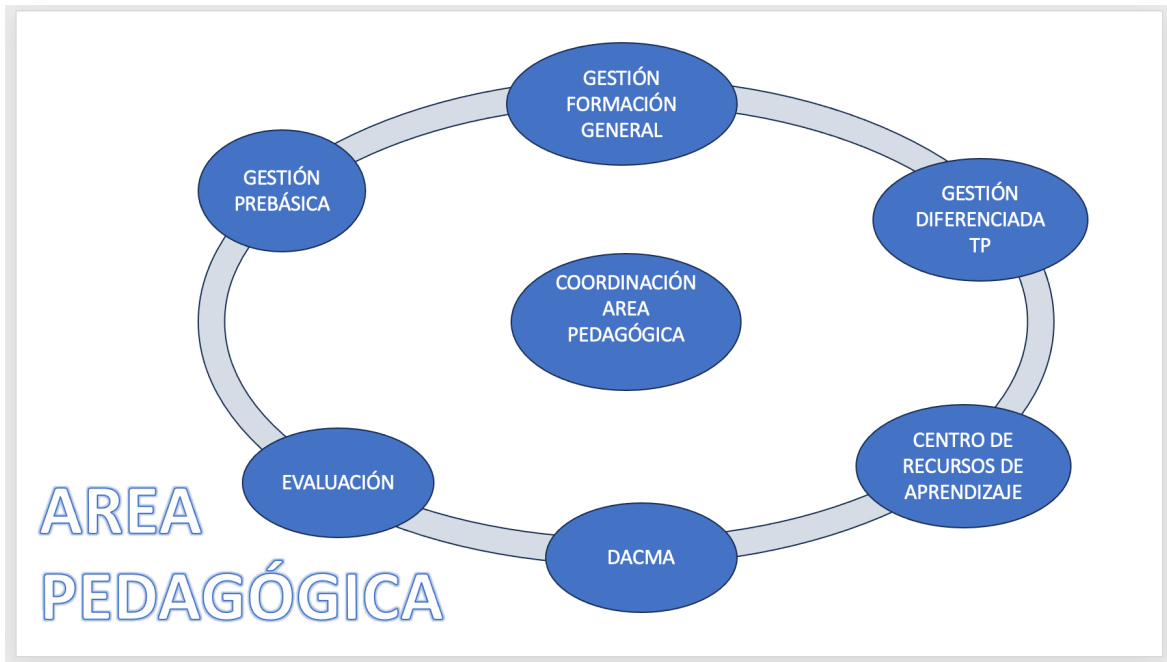 GESTIÓN
FORMACIÓN
GENERAL
GESTIÓN
PREBÁSICA
GESTIÓN
DIFERENCIADA
TP
COORDINACIÓN
AREA
PEDAGÓGICA
CENTRO DE
RECURSOS DE
APRENDIZAJE
EVALUACIÓN
DACMA
AREA
PEDAGÓGICA